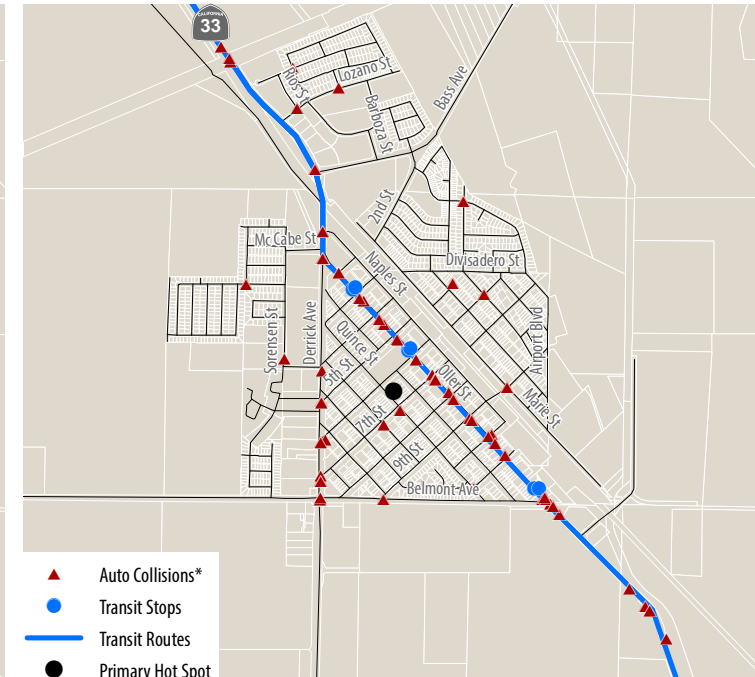 CALIFORNIA
33
Lozano St
Rios St
Barboza St
Bass Ave
2nd St
Mc Cabe St
Naples St
Divisadero St
Sorensen St
Derrick Ave
Quince St
5th St
Airport Blvd
Oller St
Marie St
7th St
9th St
Belmont Ave
Auto Collisions*
Transit Stops
Transit Routes
Primary Hot Spot